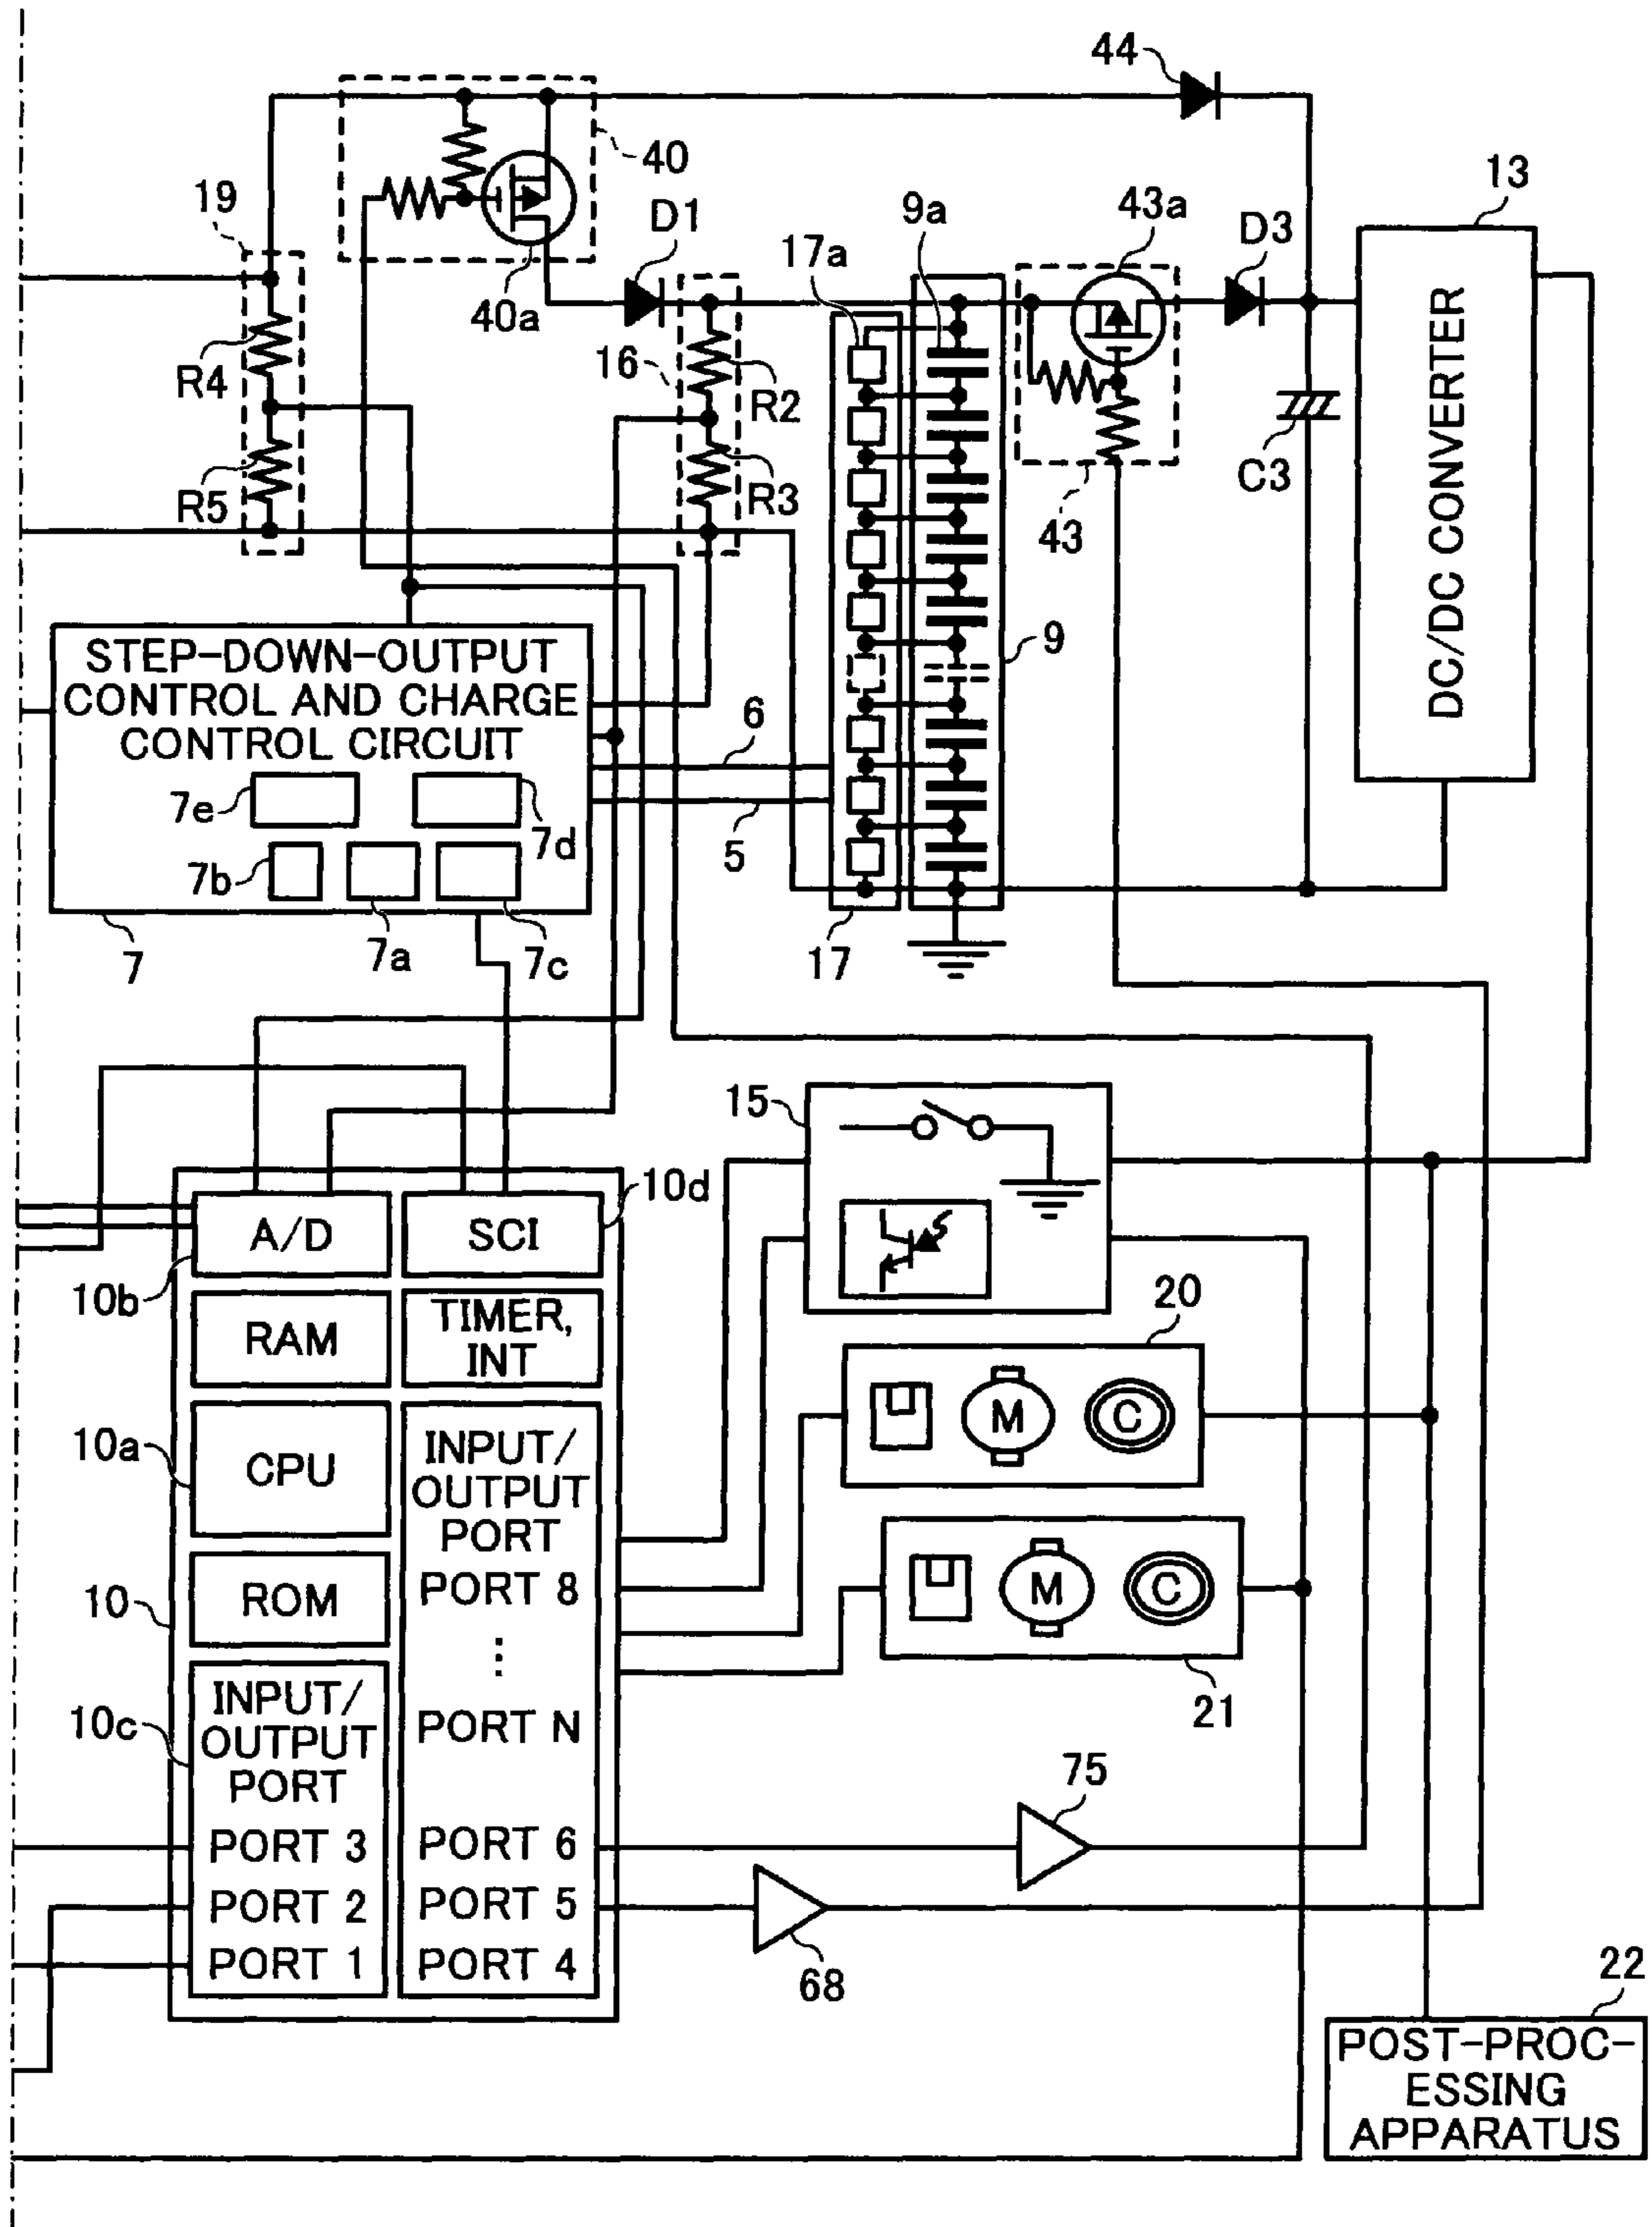 44
40
19
D1
9a
43a
D3
13
17a
40a
16
R4
R2
C3
R5
R3
43
DC/DC CONVERTER
STEP-DOWN-OUTPUT
CONTROL AND CHARGE
CONTROL CIRCUIT
9
6
7e
7d
5
7b
7
7a
7c
17
15
10d
A/D
SCI
10b
RAM
TIMER,
INT
20
10a
CPU
INPUT/
OUTPUT
PORT
M
C
PORT 8
⋮
PORT N
10
ROM
M
C
21
10c
INPUT/
OUTPUT
PORT
75
PORT 3
PORT 6
PORT 2
PORT 5
PORT 1
PORT 4
68
22
POST-PROC-
ESSING
APPARATUS